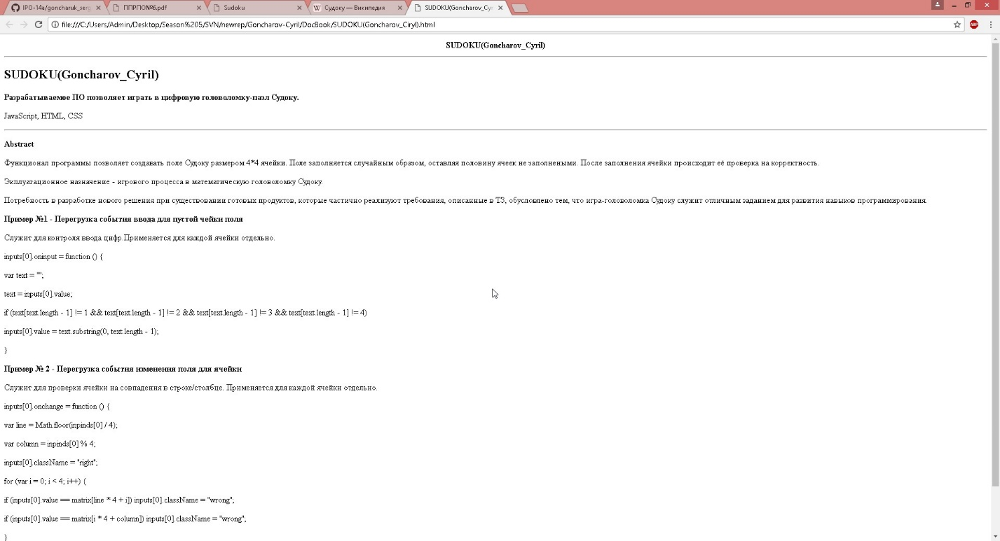 IPO-14a/goncharuk_serg
ППРПО№6.pdf
Sudoku
Судоку — Википедия
SUDOKU(Goncharov_Cy
file:///C:/Users/Admin/Desktop/Season%205/SVN/newrep/Goncharov-Cyril/DocBook/SUDOKU(Goncharov_Ciryl).html
ABP
SUDOKU(Goncharov_Cyril)
SUDOKU(Goncharov_Cyril)
Разрабатываемое ПО позволяет играть в цифровую головоломку-пазл Судоку.
JavaScript, HTML, CSS
Abstract
Функционал программы позволяет создавать поле Судоку размером 4*4 ячейки. Поле заполняется случайным образом, оставляя половину ячеек не заполнеными. После заполнения ячейки происходит её проверка на корректность.
Экплуатационное назначение - игрового процесса в математическую головоломку Судоку.
Потребность в разработке нового решения при существовании готовых продуктов, которые частично реализуют требования, описанные в ТЗ, обусловлено тем, что игра-головоломка Судоку служит отличным заданием для развития навыков программирования.
Пример №1 - Перегрузка события ввода для пустой чейки поля
Служит для контроля ввода цифр.Применяется для каждой ячейки отдельно.
inputs[0].oninput = function () {
var text = "";
text = inputs[0].value;
if (text[text.length - 1] != 1 && text[text.length - 1] != 2 && text[text.length - 1] != 3 && text[text.length - 1] != 4)
inputs[0].value = text.substring(0, text.length - 1);
}
Пример № 2 - Перегрузка события изменения поля для ячейки
Служит для проверки ячейки на совпадения в строке/столбце. Применяется для каждой ячейки отдельно.
inputs[0].onchange = function () {
var line = Math.floor(inpinds[0] / 4);
var column = inpinds[0] % 4;
inputs[0].className = "right";
for (var i = 0; i < 4; i++) {
if (inputs[0].value == matrix[line * 4 + i]) inputs[0].className = "wrong";
if (inputs[0].value == matrix[i * 4 + column]) inputs[0].className = "wrong";
}